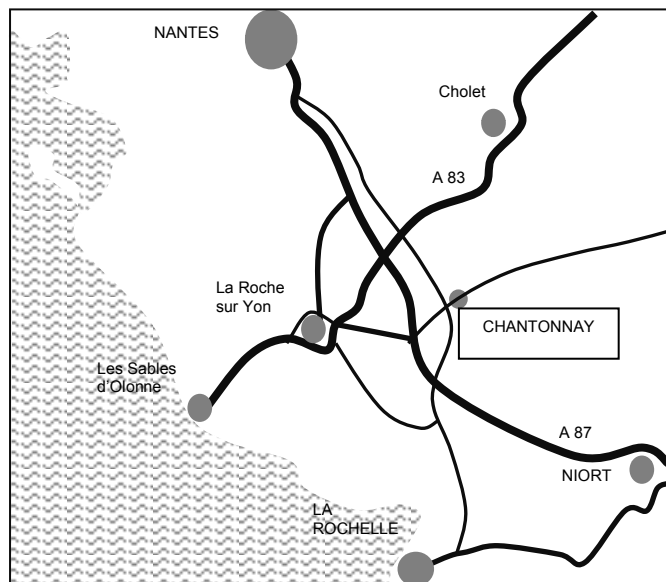 NANTES
Cholet
A 83
La Roche
sur Yon
CHANTONNAY
Les Sables
d'Olonne
A 87
NIORT
LA
ROCHELLE